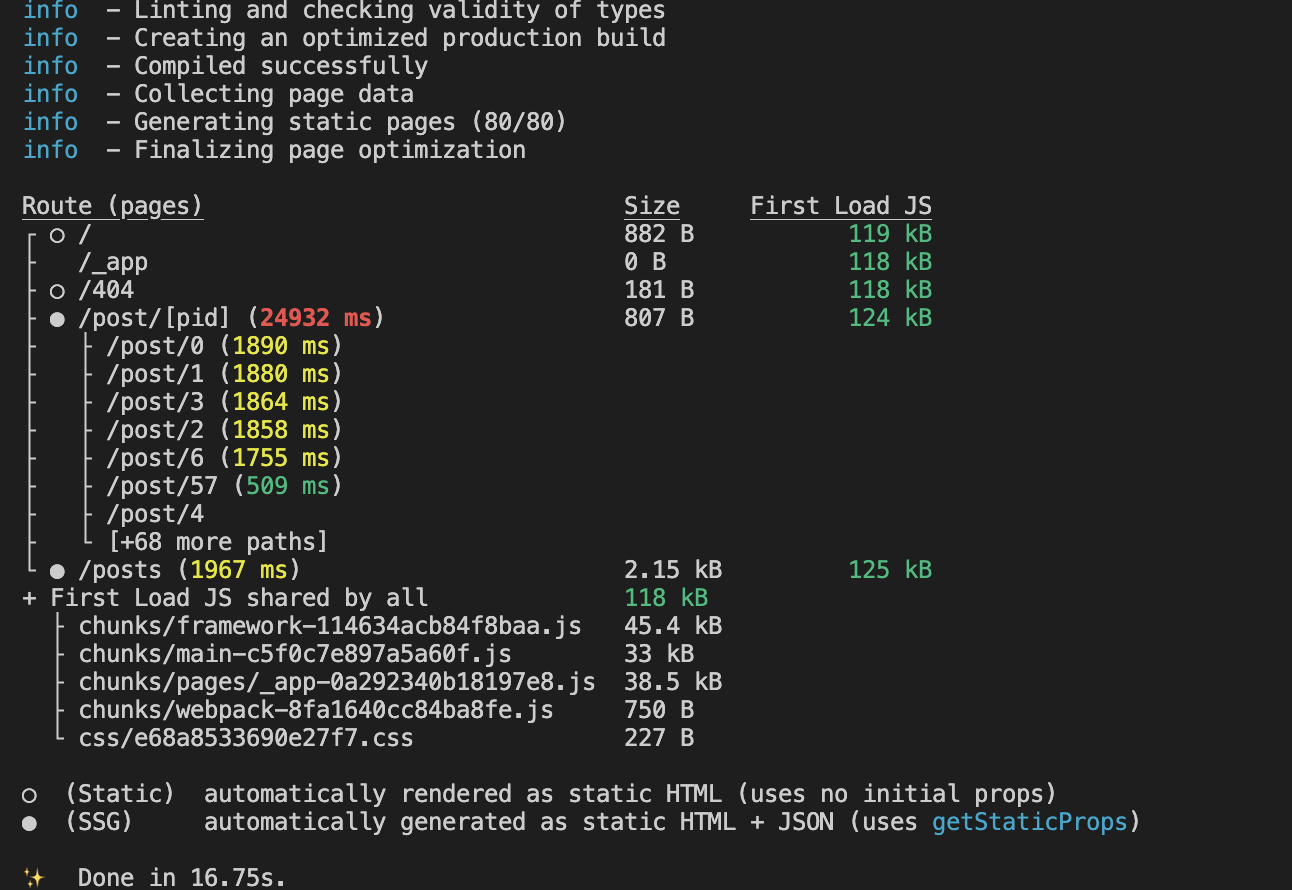 info  - Linting and checking validity of types
info  - Creating an optimized production build
info  - Compiled successfully
info  - Collecting page data
info  - Generating static pages (80/80)
info  - Finalizing page optimization
Route (pages) Size First Load JS
┌ ○ / 882 B 119 kB
├   /_app 0 B 118 kB
├ ○ /404 181 B 118 kB
├ ● /post/[pid] (24932 ms) 807 B 124 kB
├   ├ /post/0 (1890 ms)
├   ├ /post/1 (1880 ms)
├   ├ /post/3 (1864 ms)
├   ├ /post/2 (1858 ms)
├   ├ /post/6 (1755 ms)
├   ├ /post/57 (509 ms)
├   ├ /post/4
├   └ [+68 more paths]
└ ● /posts (1967 ms) 2.15 kB 125 kB
+ First Load JS shared by all 118 kB
  ├ chunks/framework-114634acb84f8baa.js 45.4 kB
  ├ chunks/main-c5f0c7e897a5a60f.js 33 kB
  ├ chunks/pages/_app-0a292340b18197e8.js 38.5 kB
  ├ chunks/webpack-8fa1640cc84ba8fe.js 750 B
  └ css/e68a8533690e27f7.css 227 B
○  (Static)  automatically rendered as static HTML (uses no initial props)
●  (SSG)     automatically generated as static HTML + JSON (uses getStaticProps)
✨  Done in 16.75s.